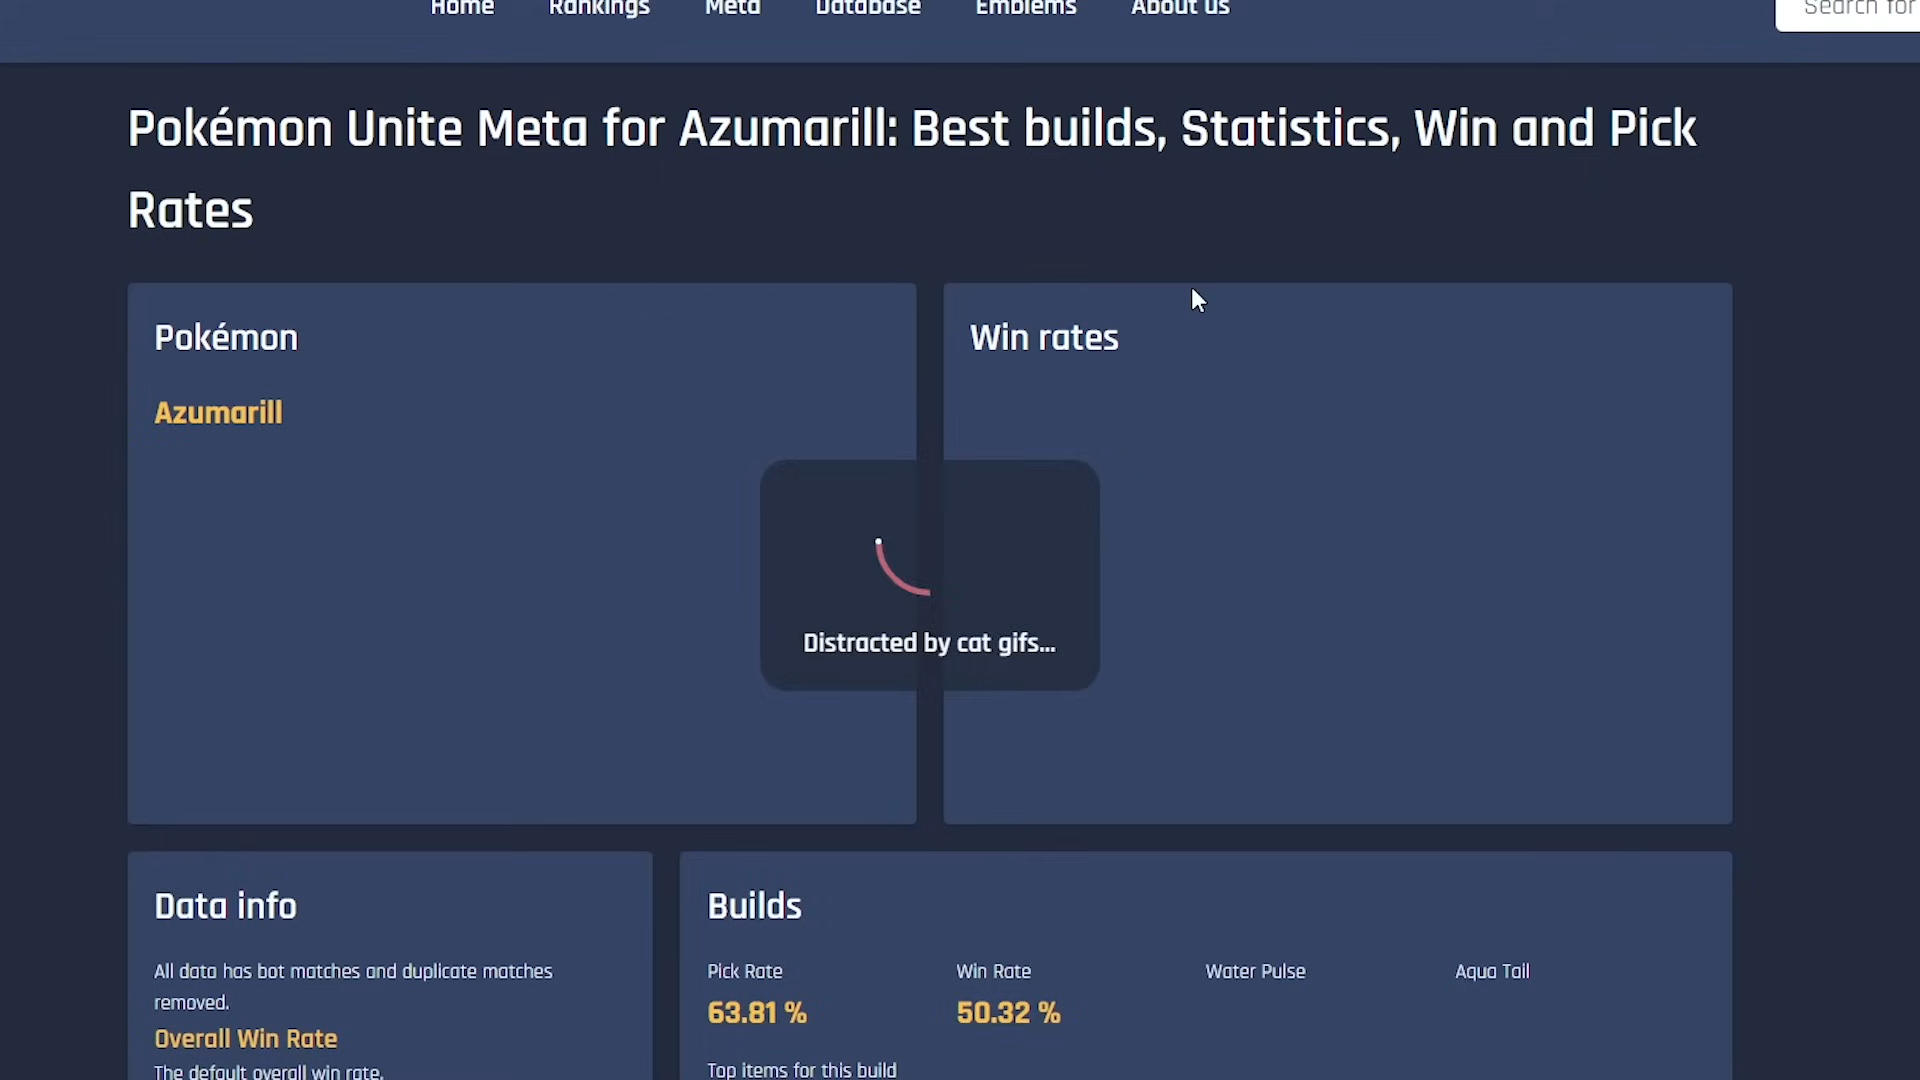 Home Rankings Meta Database Emblems About us Search for
Pokémon Unite Meta for Azumarill: Best builds, Statistics, Win and Pick
Rates
Pokémon
Azumarill
Win rates
Distracted by cat gifs...
Data info
All data has bot matches and duplicate matches
removed.
Overall Win Rate
The default overall win rate.
Builds
Pick Rate Win Rate Water Pulse Aqua Tail
63.81 % 50.32 %
Top items for this build